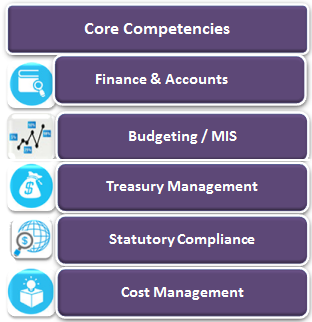 Core Competencies
Finance & Accounts
Budgeting / MIS
Treasury Management
Statutory Compliance
Cost Management